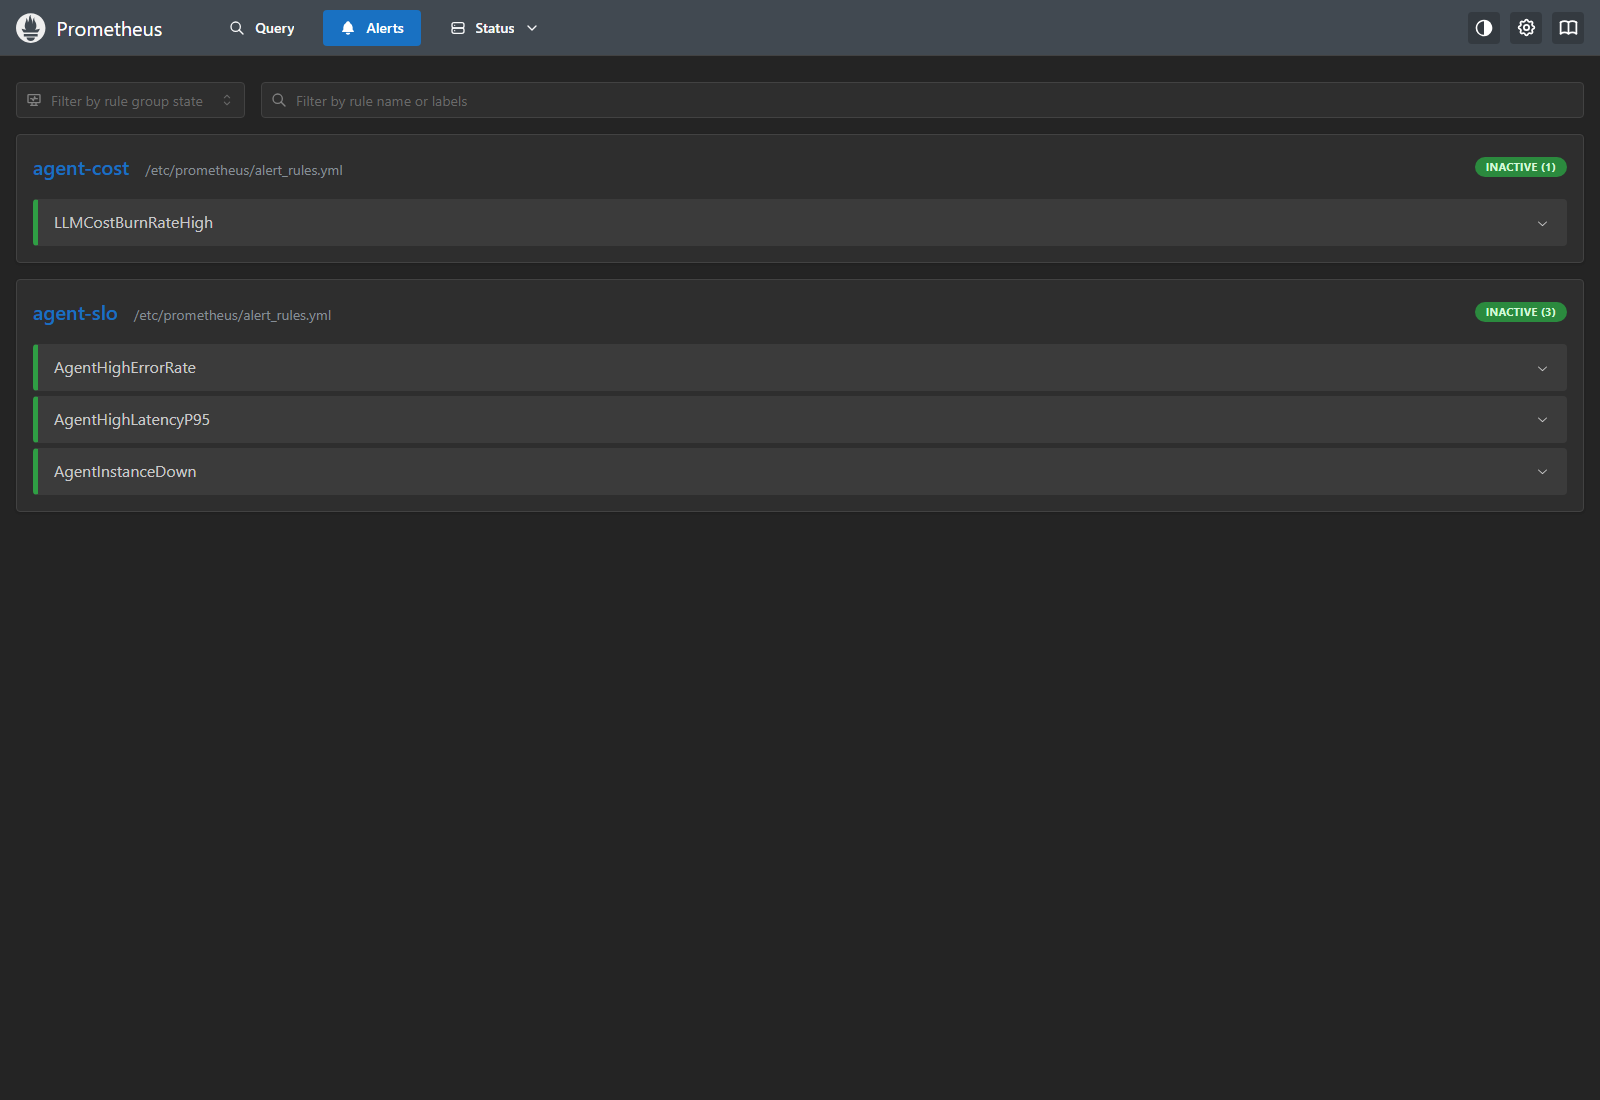 Prometheus Query Alerts Status
Filter by rule group state Filter by rule name or labels
agent-cost /etc/prometheus/alert_rules.yml INACTIVE (1)
LLMCostBurnRateHigh
agent-slo /etc/prometheus/alert_rules.yml INACTIVE (3)
AgentHighErrorRate
AgentHighLatencyP95
AgentInstanceDown